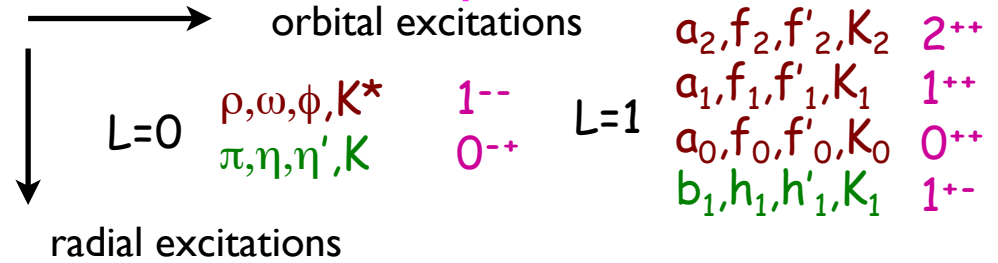 orbital excitations
L=0
ρ,ω,ϕ,K* 1--
π,η,η′,K 0-+
L=1
a₂,f₂,f'₂,K₂ 2++
a₁,f₁,f'₁,K₁ 1++
a₀,f₀,f'₀,K₀ 0++
b₁,h₁,h'₁,K₁ 1+-
radial excitations